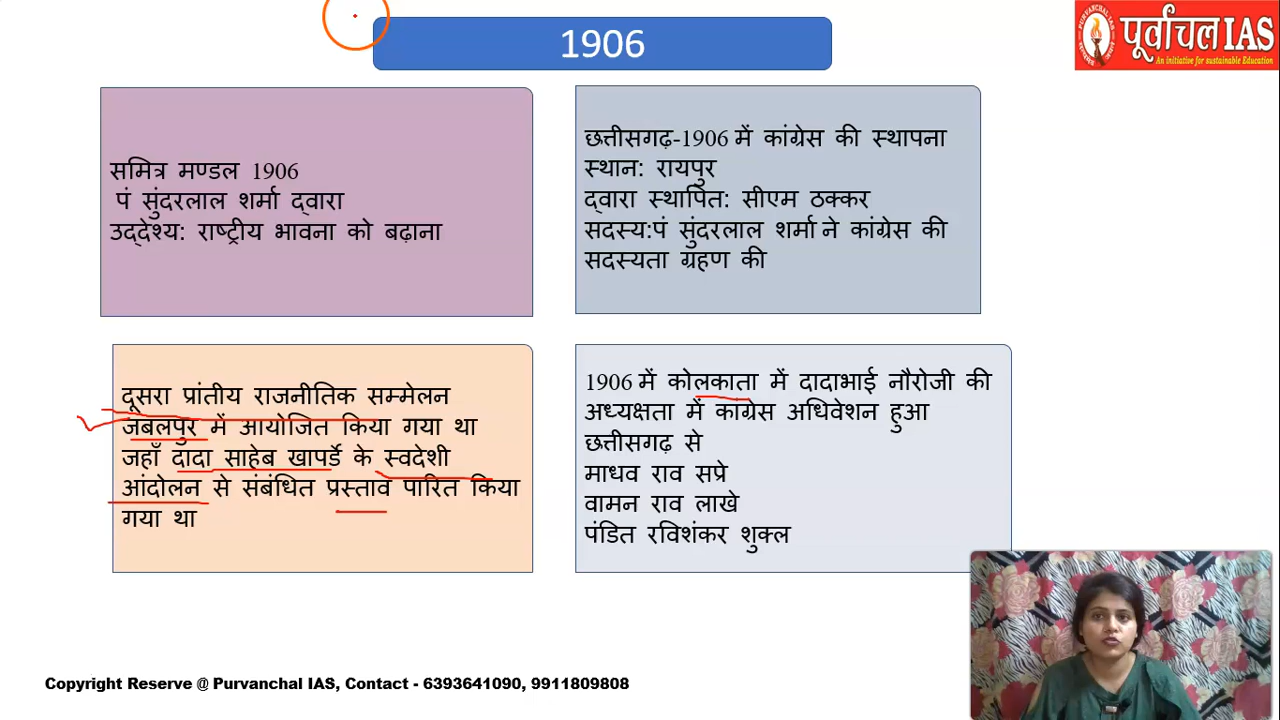 1906
पूर्वांचल IAS
An initiative for sustainable Education
समित्र मण्डल 1906
पं सुंदरलाल शर्मा द्वारा
उद्देश्य: राष्ट्रीय भावना को बढ़ाना
छत्तीसगढ़-1906 में कांग्रेस की स्थापना
स्थान: रायपुर
द्वारा स्थापित: सीएम ठक्कर
सदस्य:पं सुंदरलाल शर्मा ने कांग्रेस की
सदस्यता ग्रहण की
दूसरा प्रांतीय राजनीतिक सम्मेलन
जबलपुर में आयोजित किया गया था
जहाँ दादा साहेब खापर्डे के स्वदेशी
आंदोलन से संबंधित प्रस्ताव पारित किया
गया था
1906 में कोलकाता में दादाभाई नौरोजी की
अध्यक्षता में कांग्रेस अधिवेशन हुआ
छत्तीसगढ़ से
माधव राव सप्रे
वामन राव लाखे
पंडित रविशंकर शुक्ल
Copyright Reserve @ Purvanchal IAS, Contact - 6393641090, 9911809808